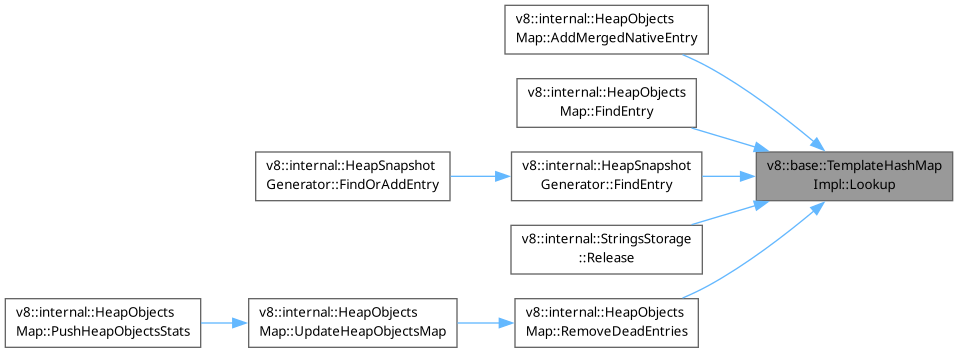 v8::internal::HeapObjects
Map::AddMergedNativeEntry
v8::internal::HeapObjects
Map::FindEntry
v8::internal::HeapSnapshot
Generator::FindOrAddEntry
v8::internal::HeapSnapshot
Generator::FindEntry
v8::base::TemplateHashMap
Impl::Lookup
v8::internal::StringsStorage
::Release
v8::internal::HeapObjects
Map::PushHeapObjectsStats
v8::internal::HeapObjects
Map::UpdateHeapObjectsMap
v8::internal::HeapObjects
Map::RemoveDeadEntries